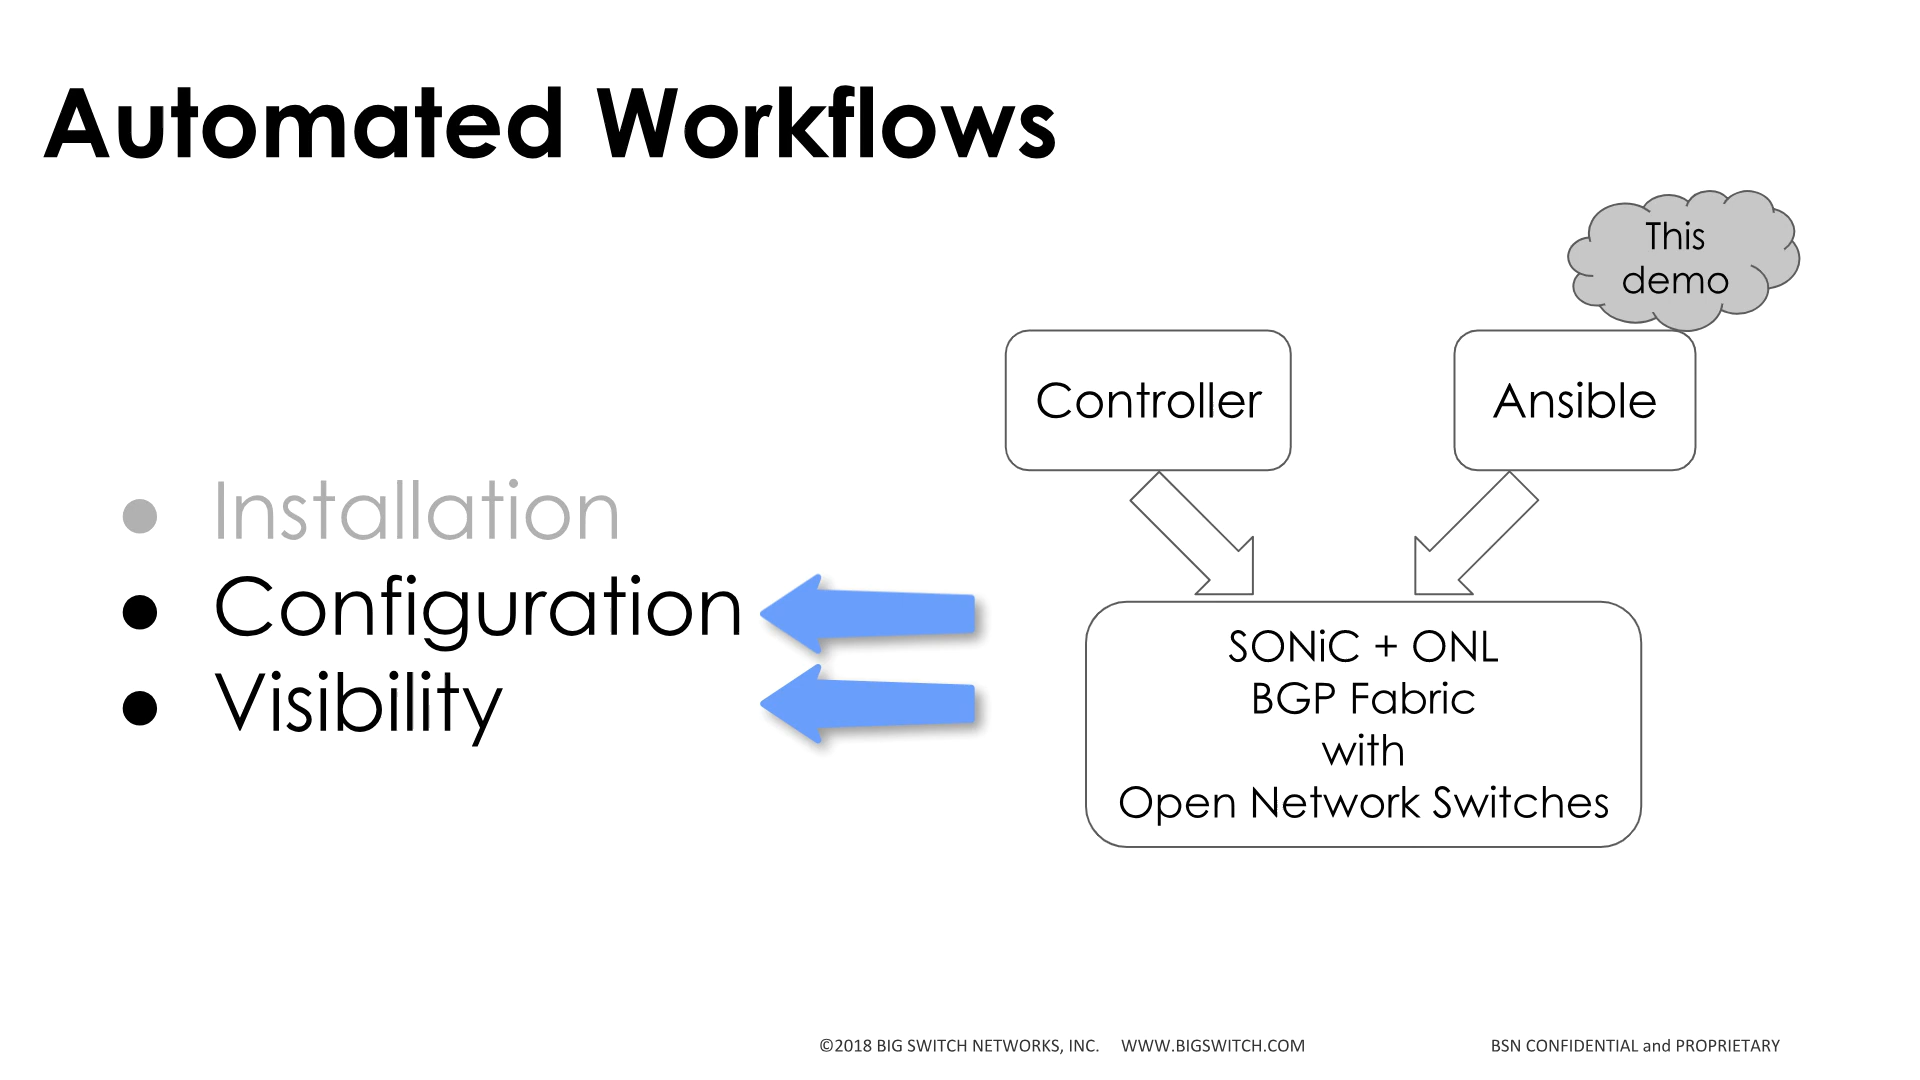 Automated Workflows
This
demo
Controller
Ansible
● Installation
● Configuration
● Visibility
SONiC + ONL
BGP Fabric
with
Open Network Switches
©2018 BIG SWITCH NETWORKS, INC. WWW.BIGSWITCH.COM
BSN CONFIDENTIAL and PROPRIETARY